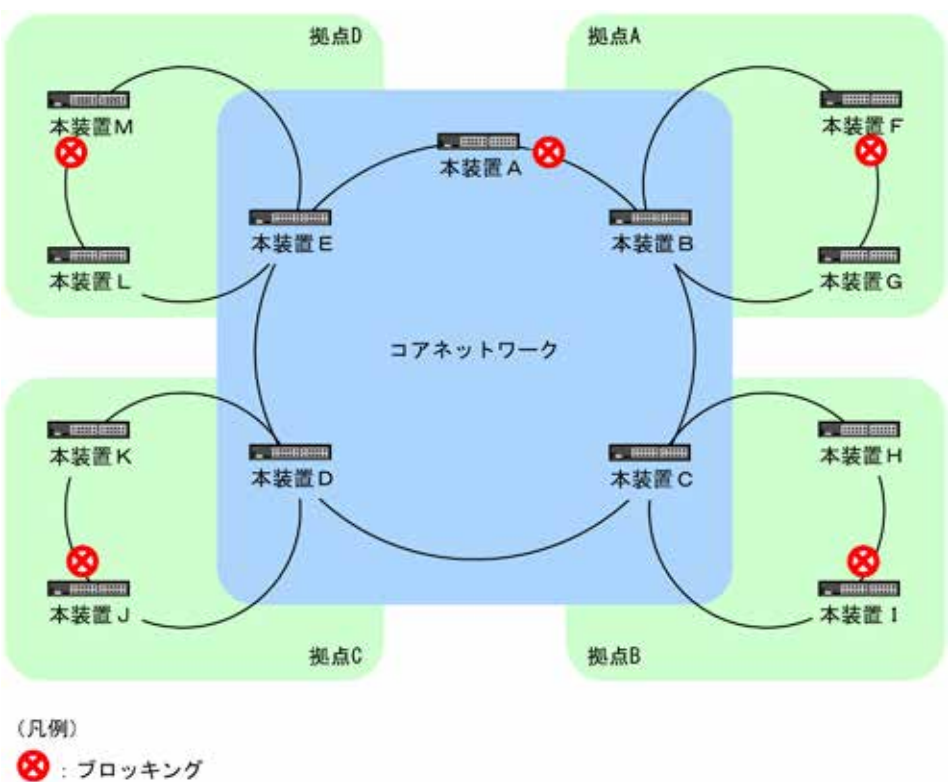 拠点D
拠点A
本装置M
本装置F
本装置A
本装置E
本装置B
本装置L
本装置G
コアネットワーク
本装置K
本装置H
本装置D
本装置C
本装置J
本装置I
拠点C
拠点B
(凡例)
:ブロッキング